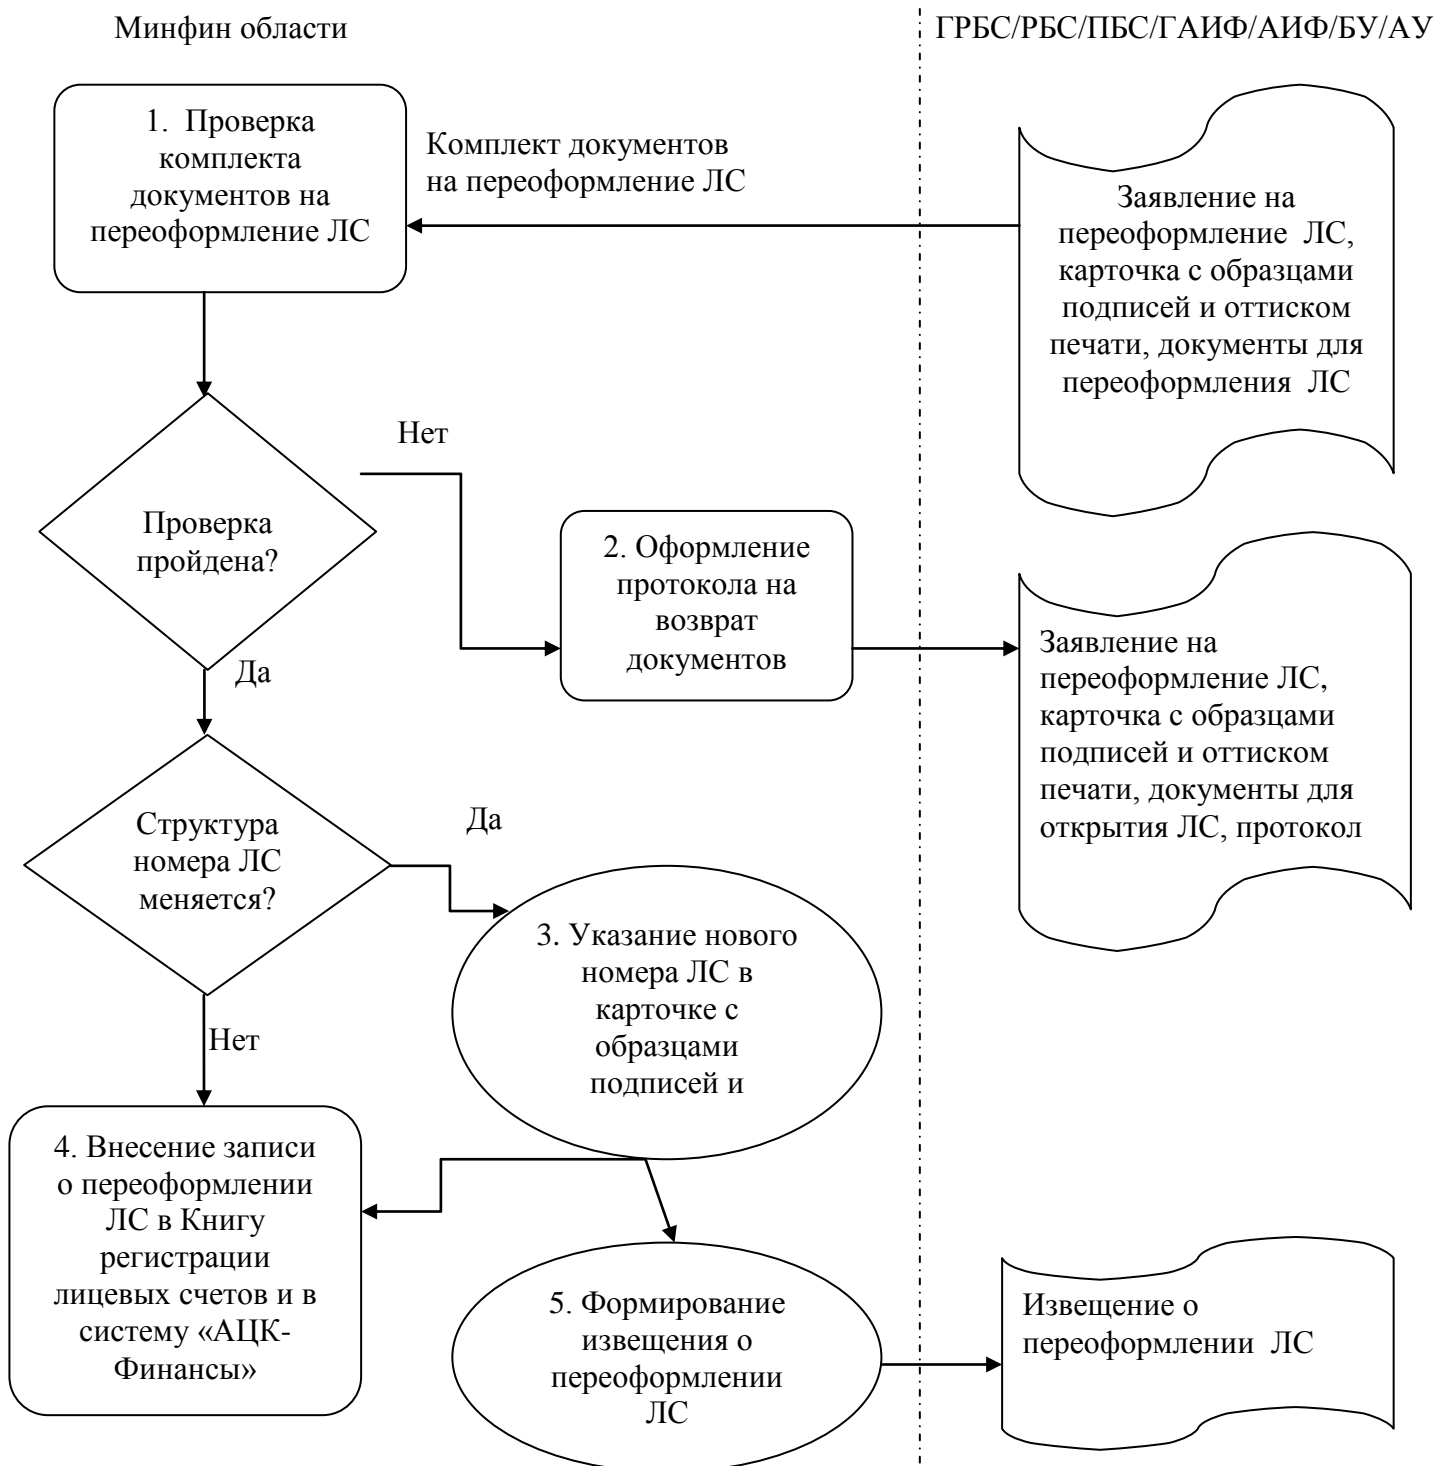 Минфин области
ГРБС/РБС/ПБС/ГАИФ/АИФ/БУ/АУ
1. Проверка
комплекта
документов на
переоформление ЛС
Комплект документов
на переоформление ЛС
Заявление на
переоформление ЛС,
карточка с образцами
подписей и оттиском
печати, документы для
переоформления ЛС
Нет
Проверка
пройдена?
2. Оформление
протокола на
возврат
документов
Заявление на
переоформление ЛС,
карточка с образцами
подписей и оттиском
печати, документы для
открытия ЛС, протокол
Да
Структура
номера ЛС
меняется?
Да
3. Указание нового
номера ЛС в
карточке с
образцами
подписей и
Нет
4. Внесение записи
о переоформлении
ЛС в Книгу
регистрации
лицевых счетов и в
систему «АЦК-
Финансы»
5. Формирование
извещения о
переоформлении
ЛС
Извещение о
переоформлении ЛС